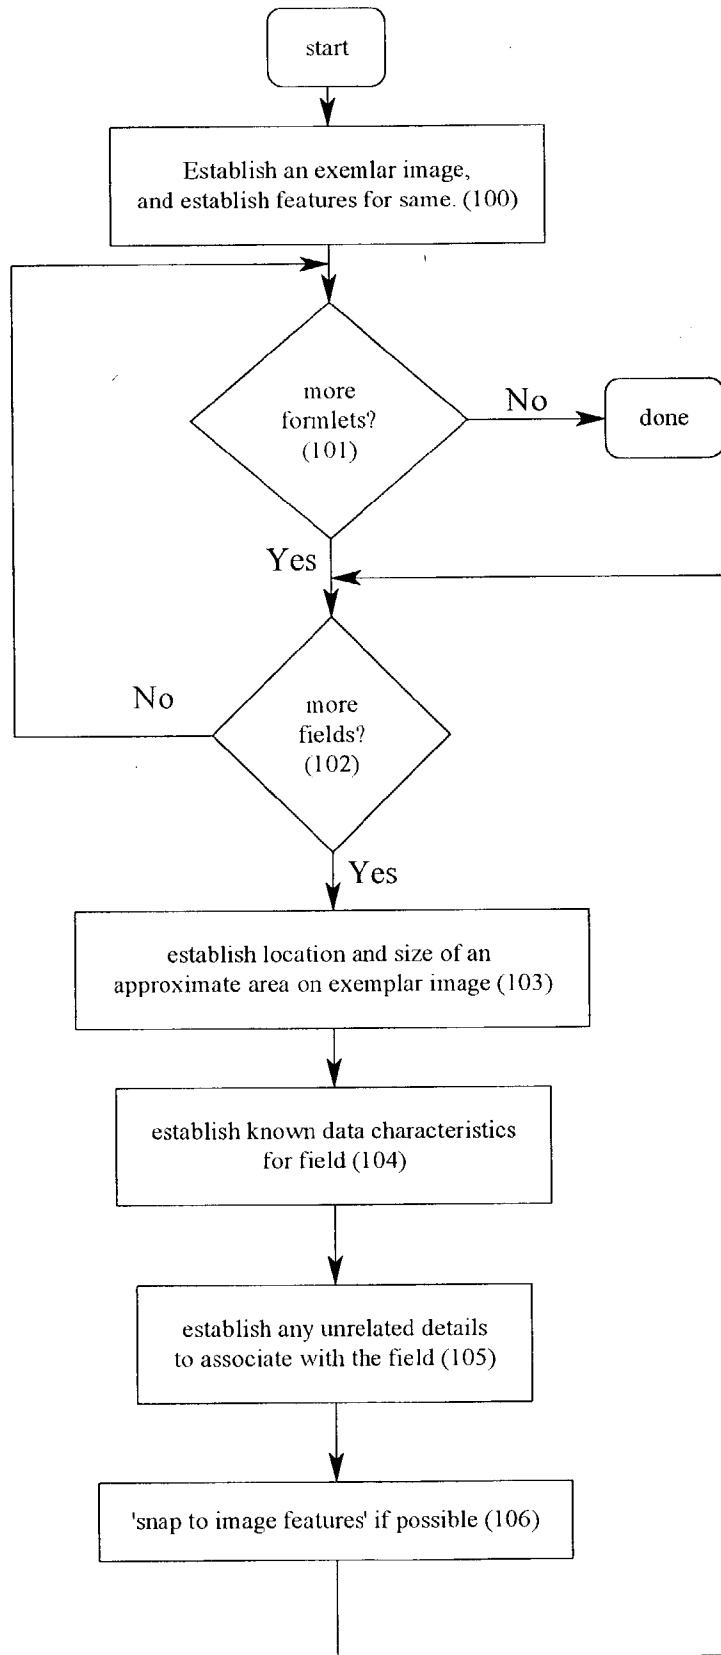 start
Establish an exemlar image,
and establish features for same. (100)
more
formlets?
(101)
No
done
Yes
more
fields?
(102)
No
Yes
establish location and size of an
approximate area on exemplar image (103)
establish known data characteristics
for field (104)
establish any unrelated details
to associate with the field (105)
'snap to image features' if possible (106)